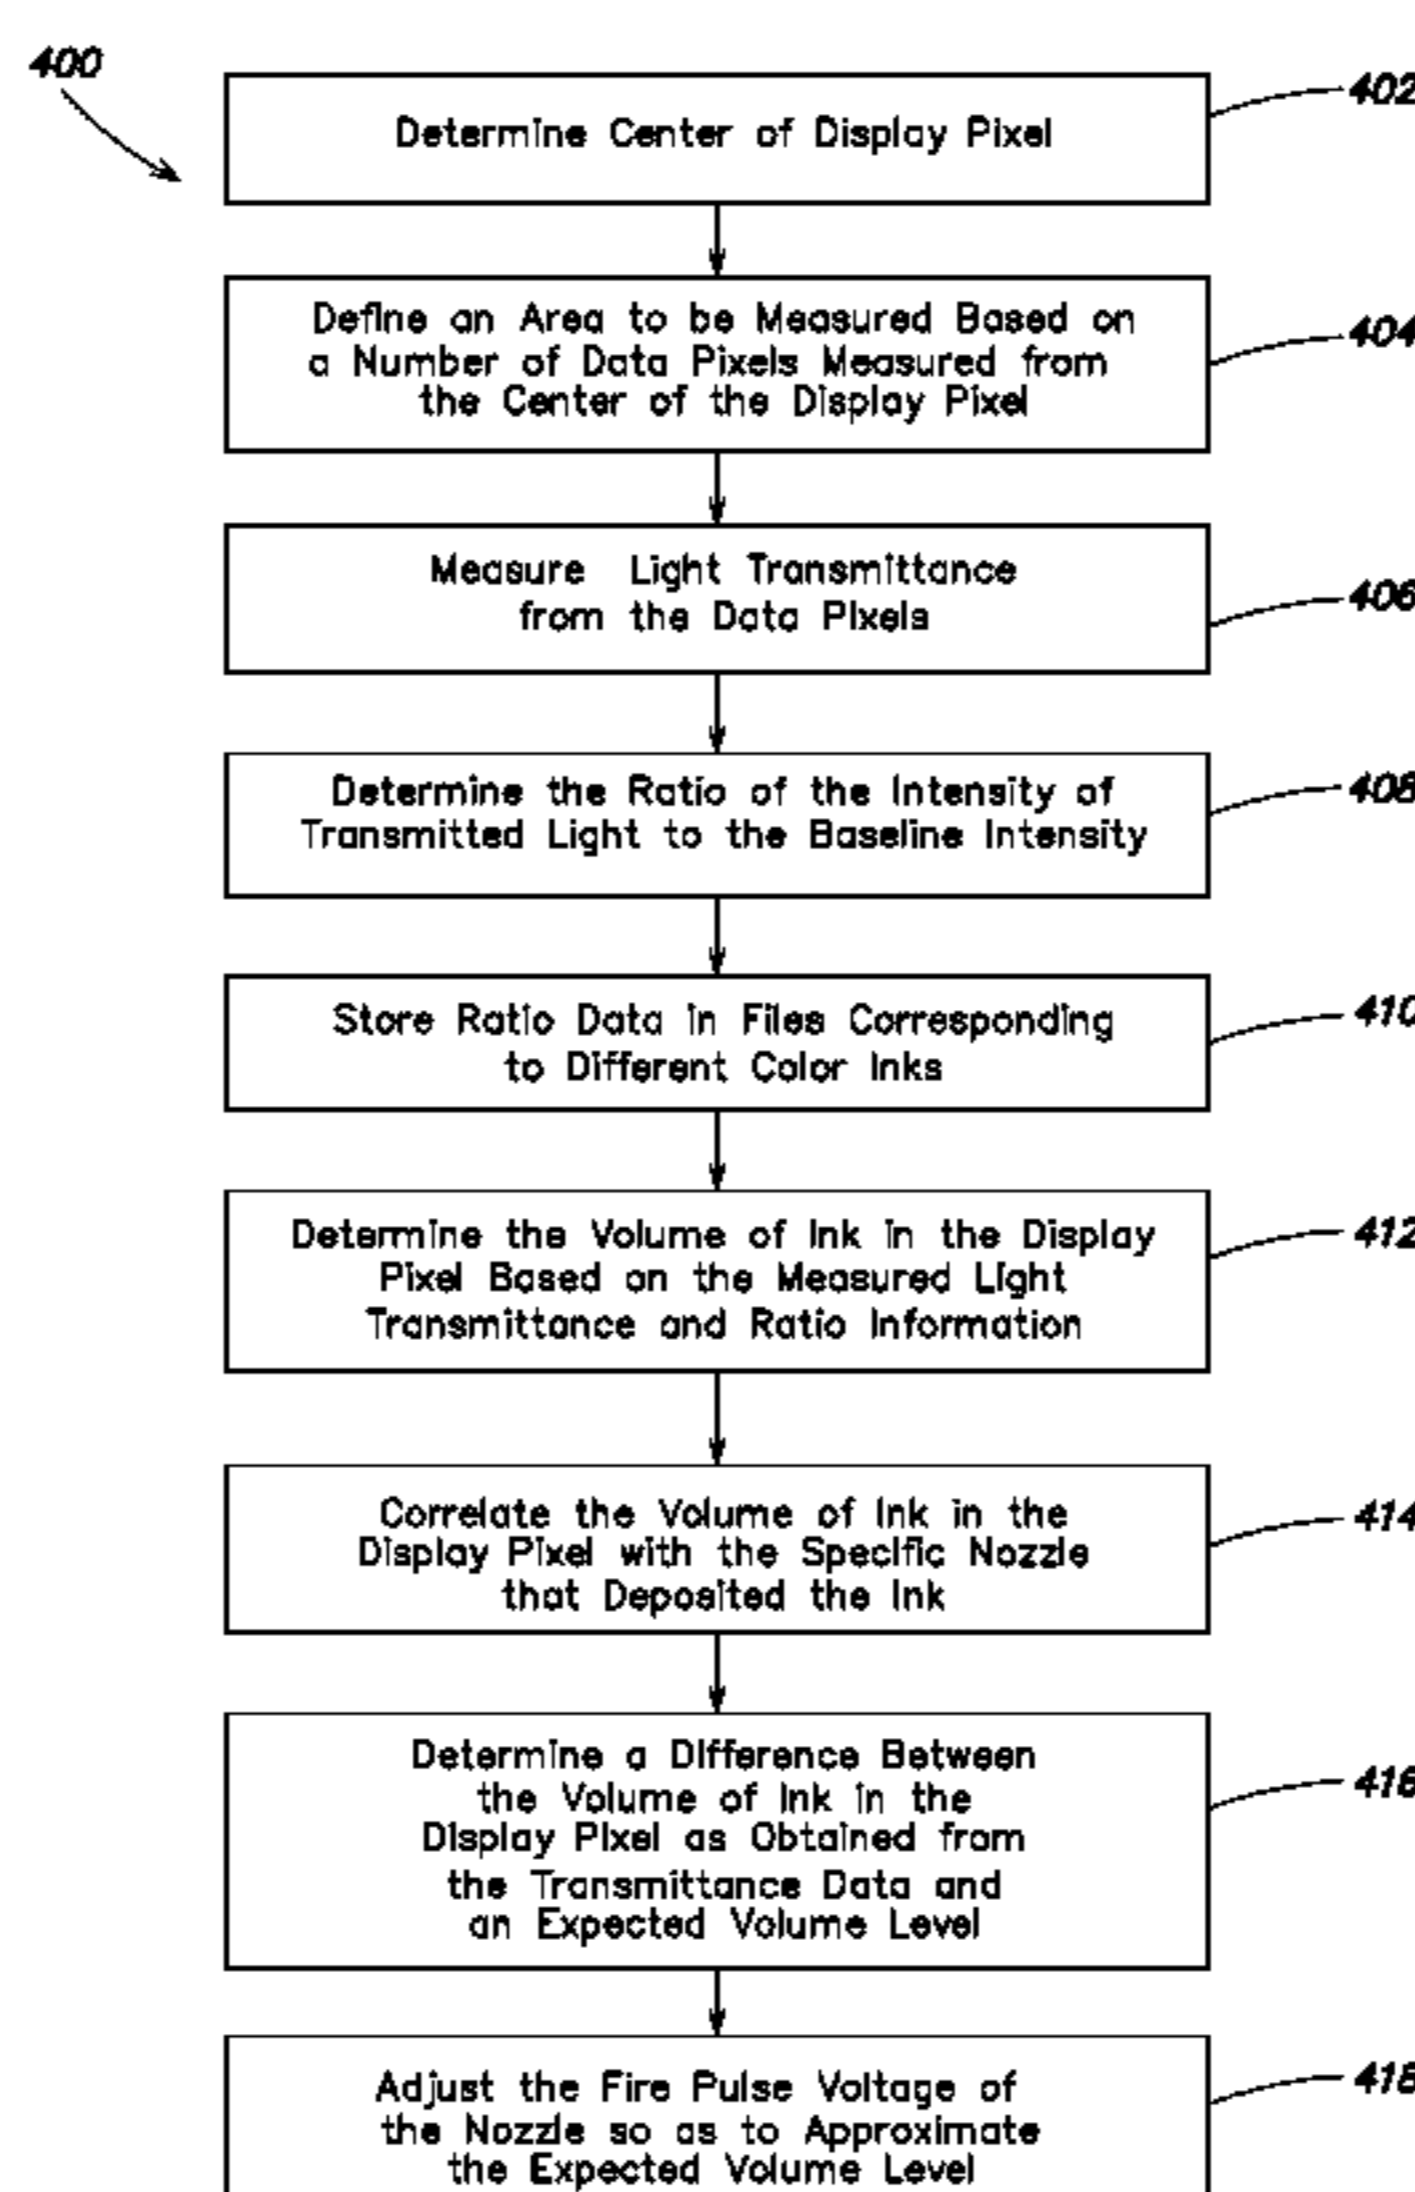 400
402
Determine Center of Display Pixel
404
Define an Area to be Measured Based on
a Number of Data Pixels Measured from
the Center of the Display Pixel
406
Measure Light Transmittance
from the Data Pixels
408
Determine the Ratio of the Intensity of
Transmitted Light to the Baseline Intensity
410
Store Ratio Data in Files Corresponding
to Different Color Inks
412
Determine the Volume of Ink in the Display
Pixel Based on the Measured Light
Transmittance and Ratio Information
414
Correlate the Volume of Ink in the
Display Pixel with the Specific Nozzle
that Deposited the Ink
416
Determine a Difference Between
the Volume of Ink in the
Display Pixel as Obtained from
the Transmittance Data and
an Expected Volume Level
418
Adjust the Fire Pulse Voltage of
the Nozzle so as to Approximate
the Expected Volume Level